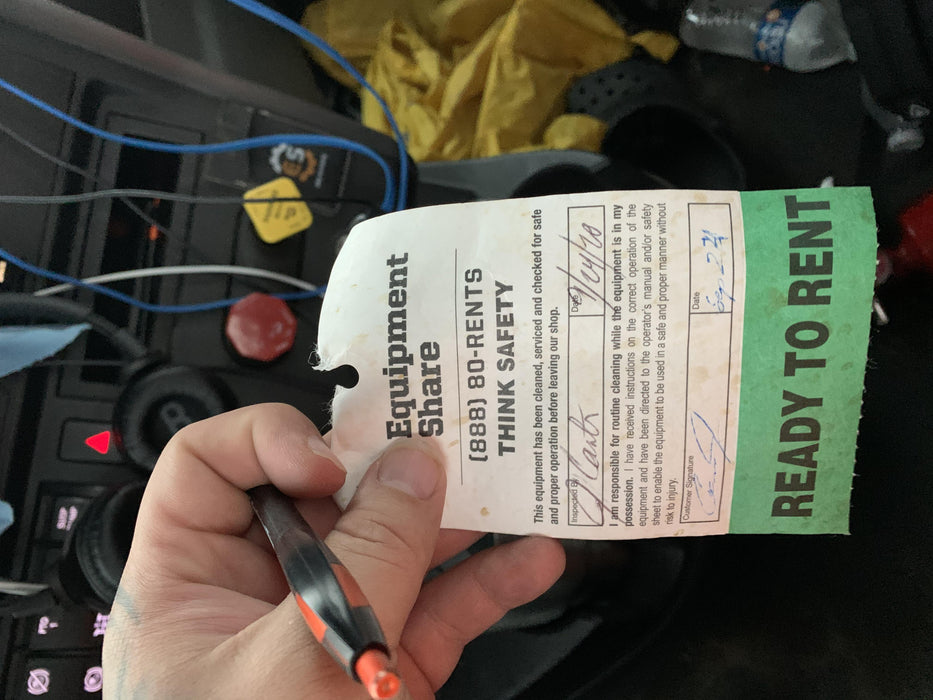 Equipment
Share
(888) 80-RENTS
THINK SAFETY
This equipment has been cleaned, serviced and checked for safe
and proper operation before leaving our shop.
Inspected By
Date
I am responsible for routine cleaning while the equipment is in my
possession. I have received instructions on the correct operation of the
equipment and have been directed to the operator's manual and/or safety
sheet to enable the equipment to be used in a safe and proper manner without
risk to injury.
Customer Signature
Date
READY TO RENT